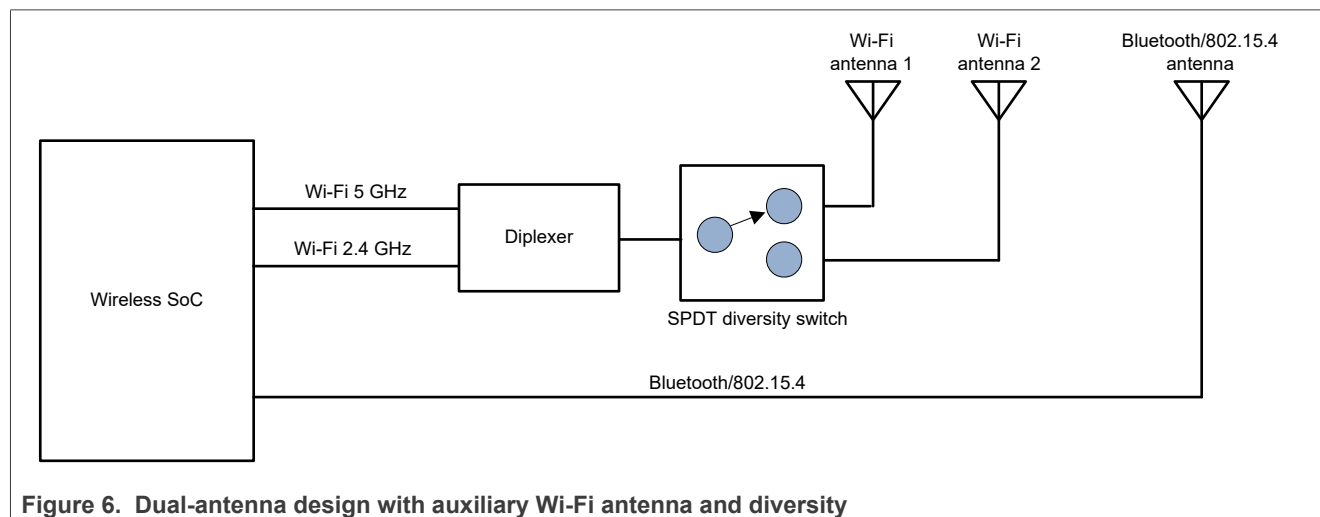 Wi-Fi
antenna 1
Wi-Fi
antenna 2
Bluetooth/802.15.4
antenna
Wi-Fi 5 GHz
Wi-Fi 2.4 GHz
Diplexer
Wireless SoC
SPDT diversity switch
Bluetooth/802.15.4
Figure 6. Dual-antenna design with auxiliary Wi-Fi antenna and diversity